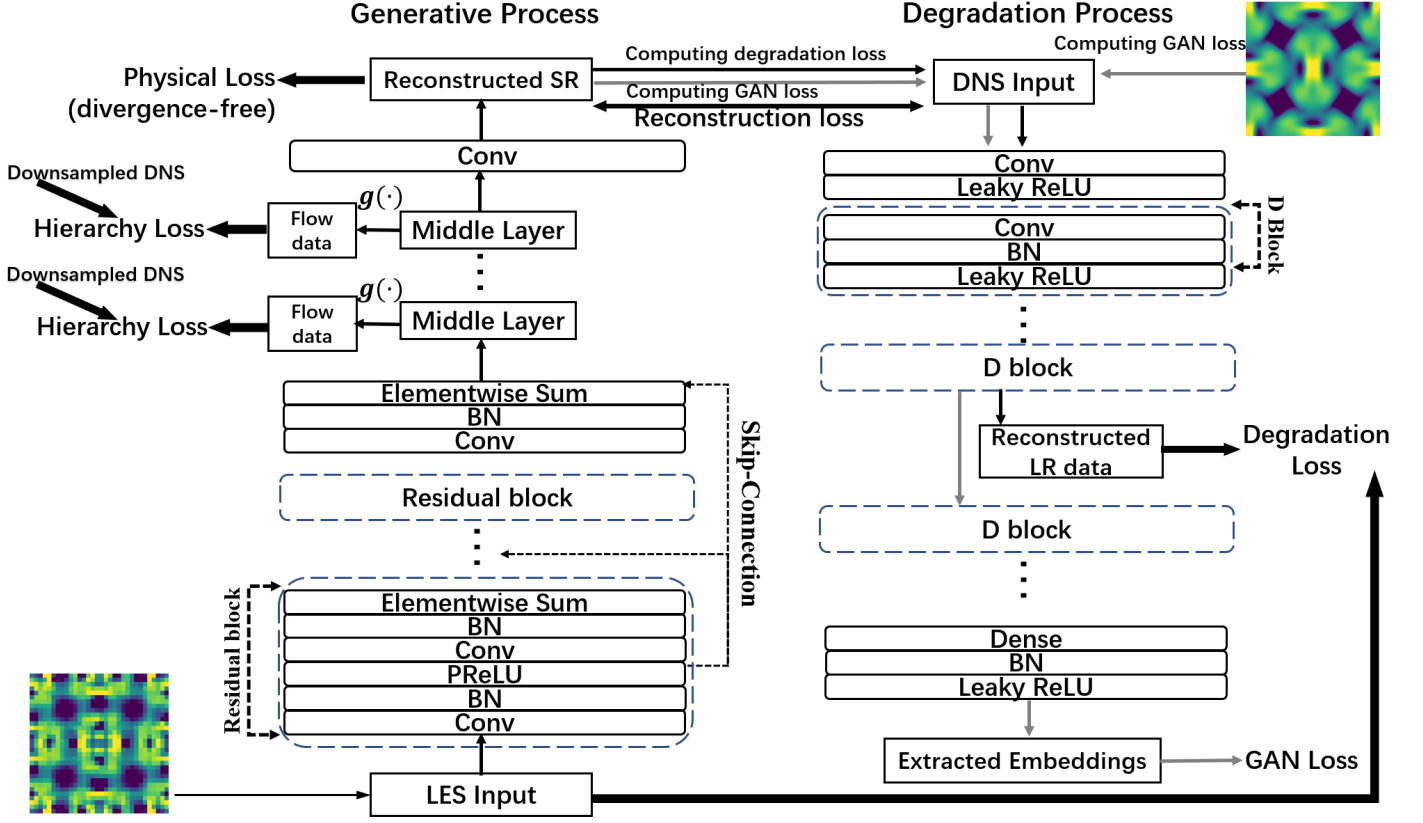 Generative Process
Physical Loss
(divergence-free)
Reconstructed SR
Conv
Downsampled DNS
Hierarchy Loss
Flow
data
g(·)
Middle Layer
Downsampled DNS
Hierarchy Loss
Flow
data
g(·)
Middle Layer
Elementwise Sum
BN
Conv
Residual block
Skip-Connection
Residual block
Elementwise Sum
BN
Conv
PReLU
BN
Conv
LES Input
Computing degradation loss
Computing GAN loss
Reconstruction loss
Degradation Process
Computing GAN loss
DNS Input
Conv
Leaky ReLU
Conv
BN
Leaky ReLU
D Block
D block
Reconstructed
LR data
Degradation
Loss
D block
Dense
BN
Leaky ReLU
Extracted Embeddings
GAN Loss